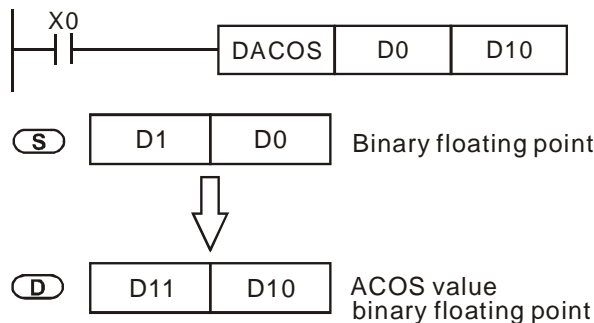 X0
DACOS D0 D10
S D1 D0 Binary floating point
D D11 D10 ACOS value
binary floating point